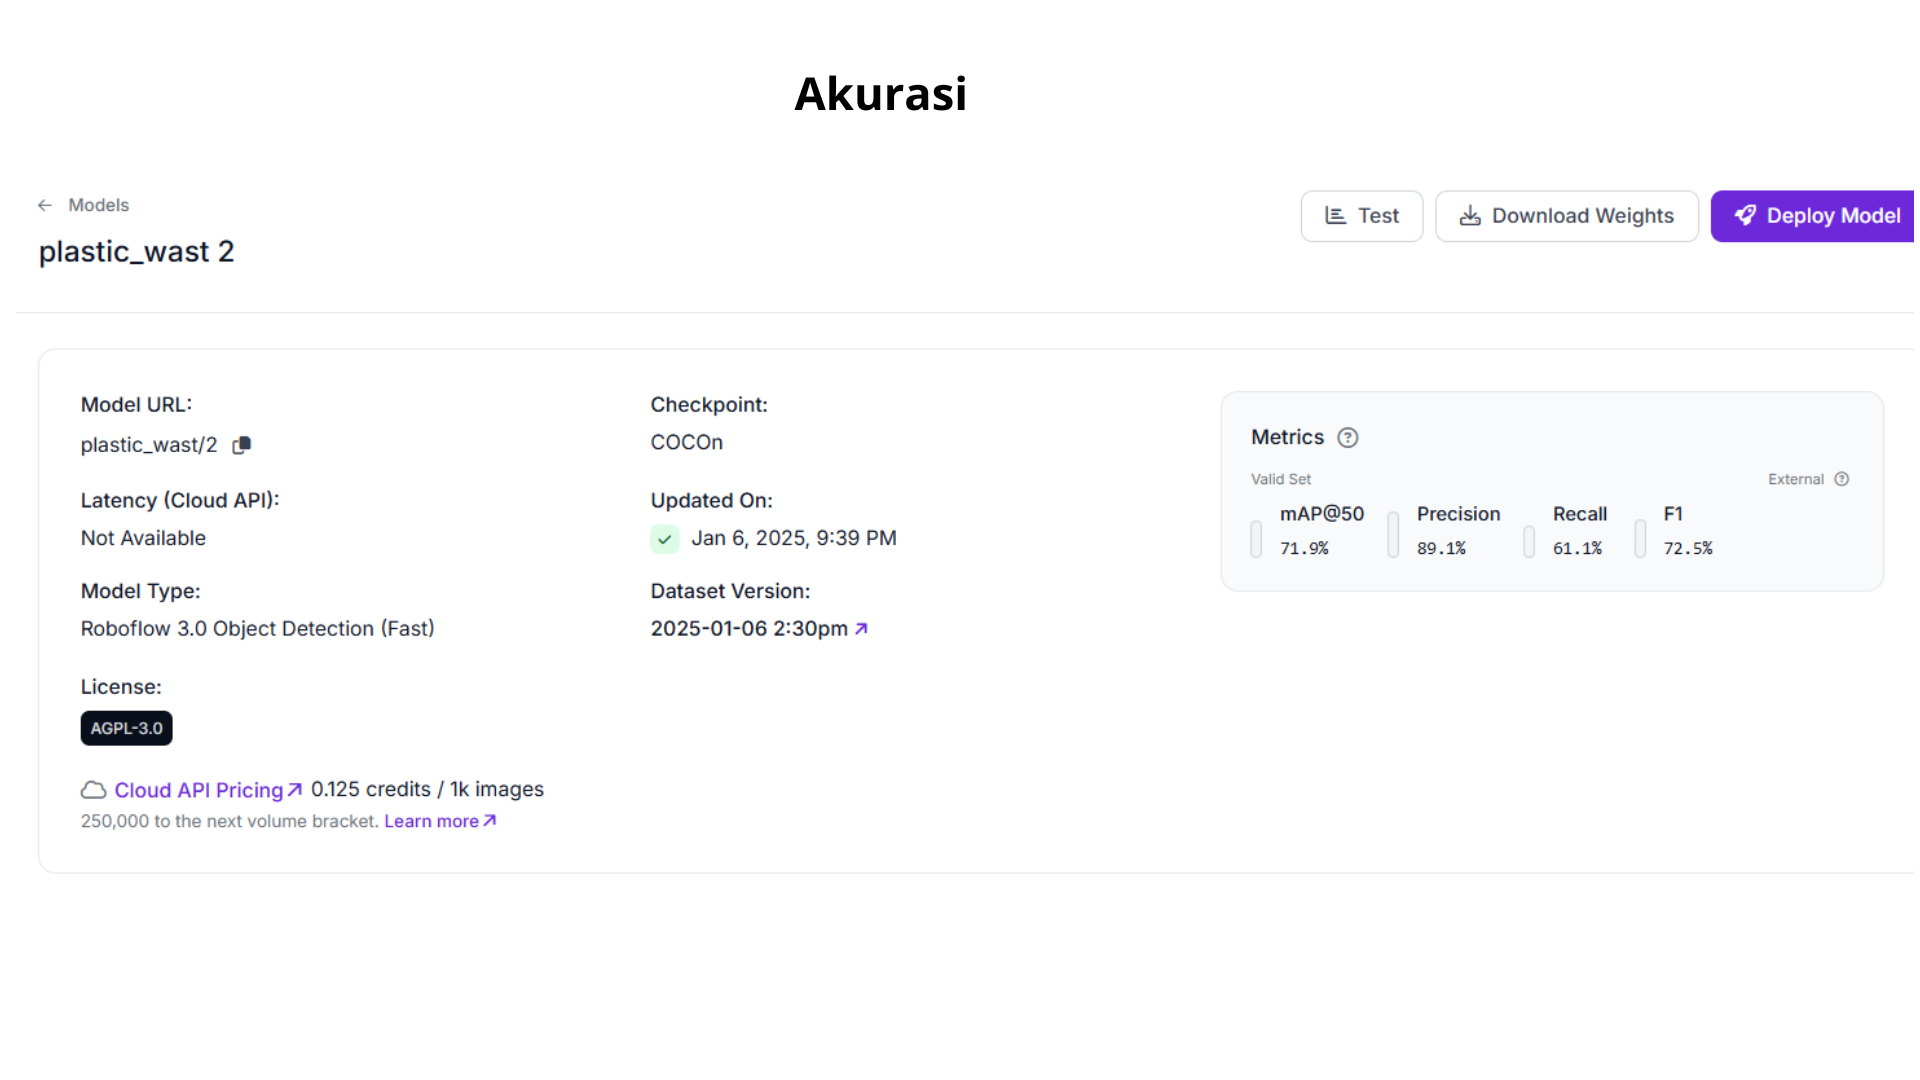 Akurasi
Models
plastic_wast 2
Test
Download Weights
Deploy Model
Model URL:
plastic_wast/2
Latency (Cloud API):
Not Available
Model Type:
Roboflow 3.0 Object Detection (Fast)
License:
AGPL-3.0
Cloud API Pricing 0.125 credits / 1k images
250,000 to the next volume bracket. Learn more
Checkpoint:
COCOn
Updated On:
Jan 6, 2025, 9:39 PM
Dataset Version:
2025-01-06 2:30pm
Metrics
Valid Set External
mAP@50 Precision Recall F1
71.9% 89.1% 61.1% 72.5%